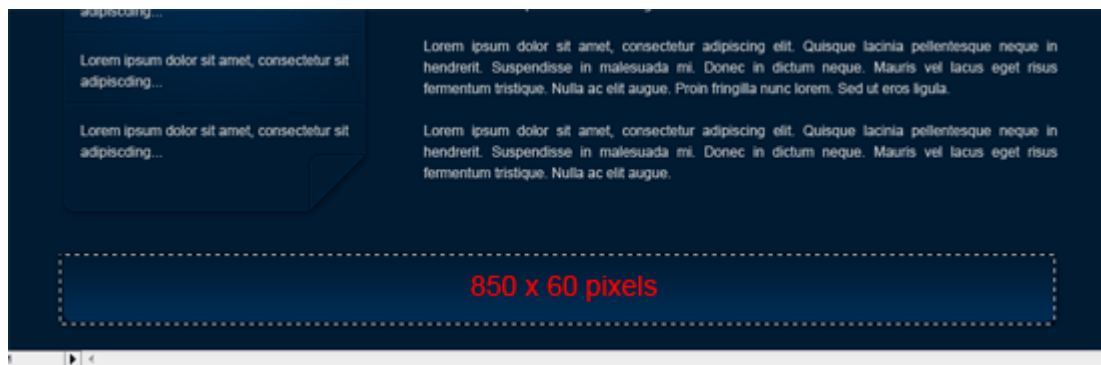 adipiscding...
Lorem ipsum dolor sit amet, consectetur sit
adipiscding...
Lorem ipsum dolor sit amet, consectetur sit
adipiscding...
Lorem ipsum dolor sit amet, consectetur adipiscing elit. Quisque lacinia pellentesque neque in
hendrerit. Suspendisse in malesuada mi. Donec in dictum neque. Mauris vel lacus eget risus
fermentum tristique. Nulla ac elit augue. Proin fringilla nunc lorem. Sed ut eros ligula.
Lorem ipsum dolor sit amet, consectetur adipiscing elit. Quisque lacinia pellentesque neque in
hendrerit. Suspendisse in malesuada mi. Donec in dictum neque. Mauris vel lacus eget risus
fermentum tristique. Nulla ac elit augue.
850 x 60 pixels